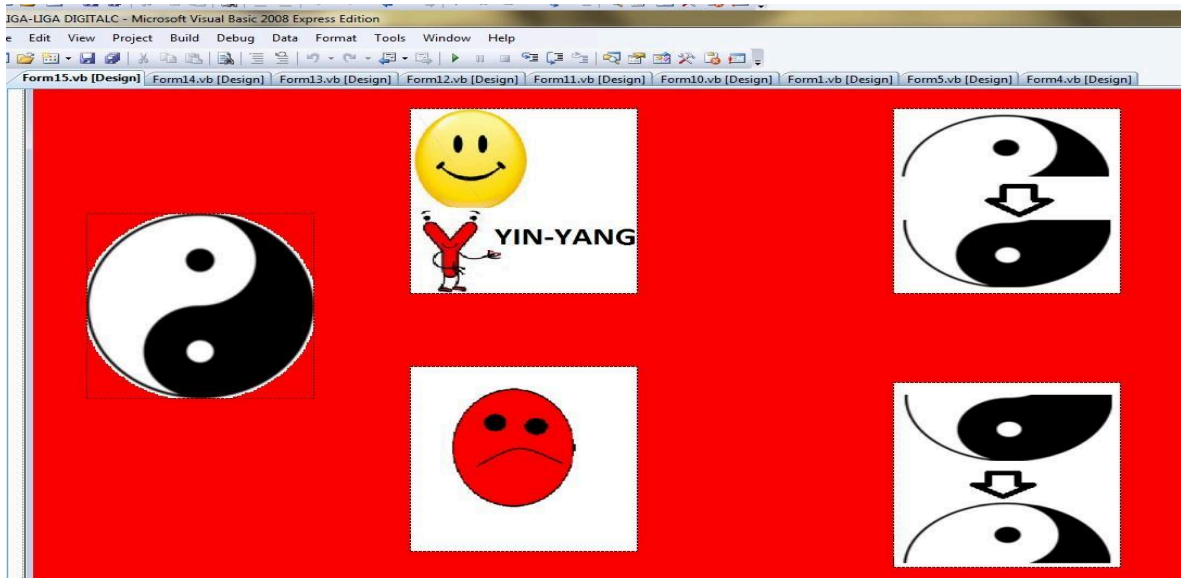 IGA-LIGA DIGITALC - Microsoft Visual Basic 2008 Express Edition
e Edit View Project Build Debug Data Format Tools Window Help
Form15.vb [Design] Form14.vb [Design] Form13.vb [Design] Form12.vb [Design] Form11.vb [Design] Form10.vb [Design] Form1.vb [Design] Form5.vb [Design] Form4.vb [Design]
Y YIN-YANG